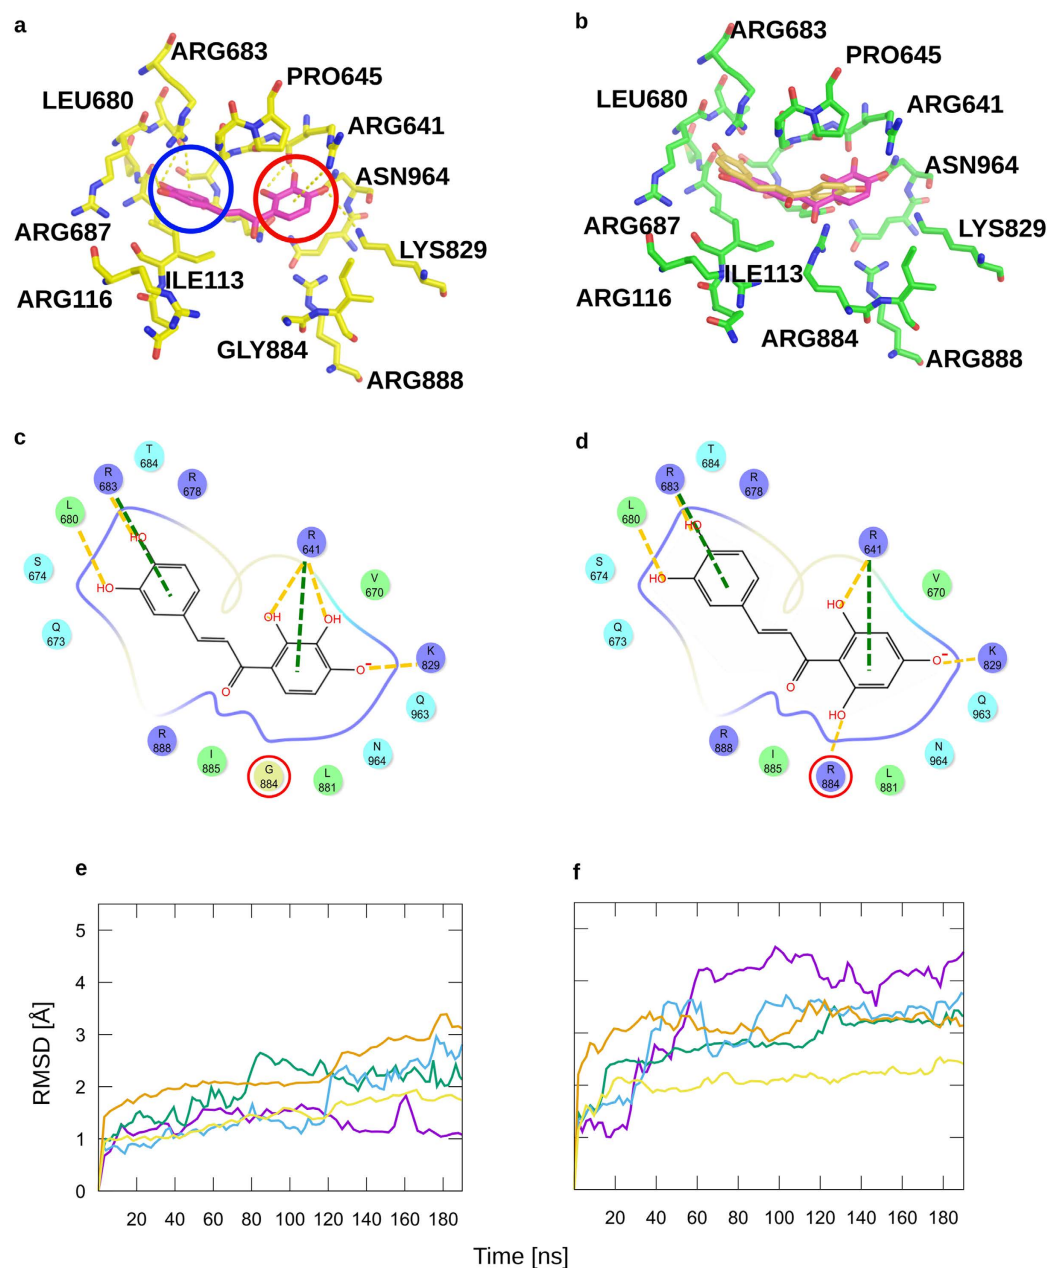 a
ARG683
PRO645
LEU680
ARG641
ASN964
ARG687
LYS829
ILE113
ARG116
GLY884
ARG888
b
ARG683
PRO645
LEU680
ARG641
ASN964
ARG687
LYS829
ILE113
ARG116
ARG884
ARG888
c
T
684
R
683
R
678
L
680
HO
R
641
S
674
HO
V
670
OH
OH
Q
673
K
829
O-
O
Q
963
R
888
N
964
I
885
G
884
L
881
d
T
684
R
683
R
678
L
680
HO
R
641
S
674
HO
V
670
HO
Q
673
K
829
O-
O
Q
963
HO
R
888
N
964
I
885
R
884
L
881
e
5
4
3
2
1
0
RMSD [Å]
20 40 60 80 100 120 140 160 180
f
20 40 60 80 100 120 140 160 180
Time [ns]